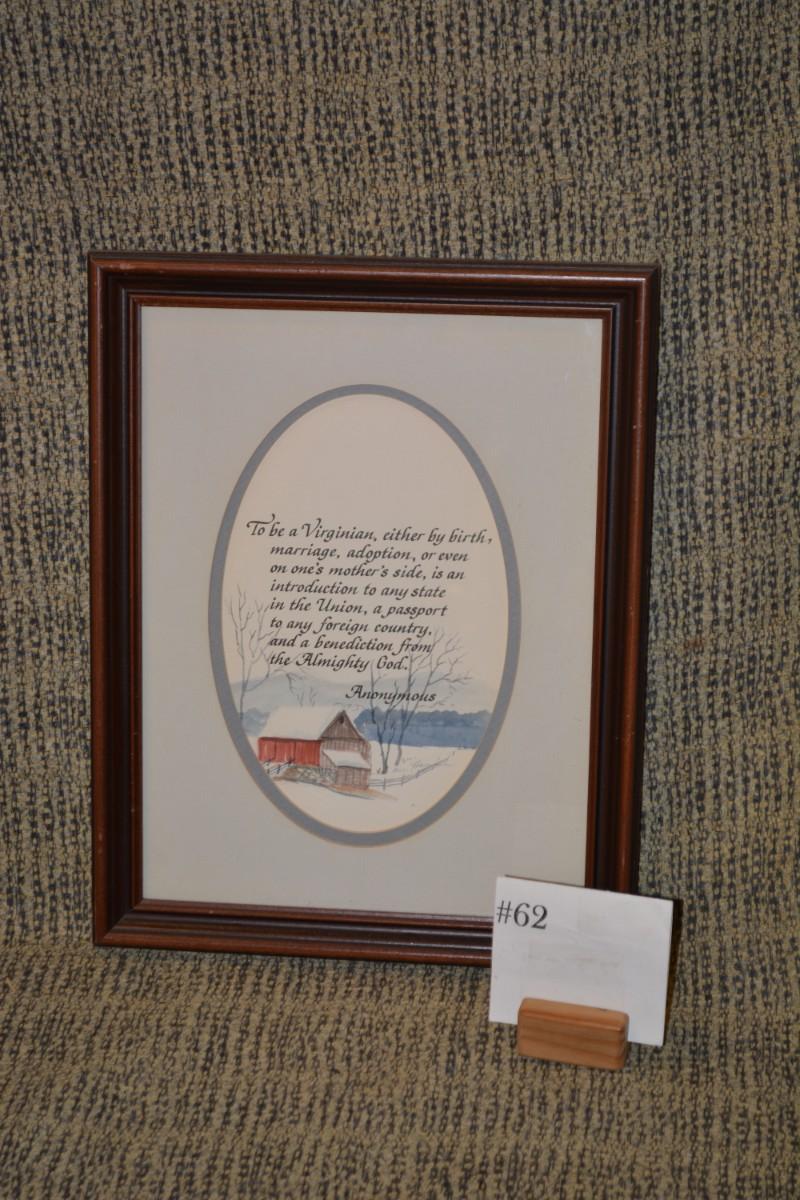 To be a Virginian, either by birth,
marriage, adoption, or even
on one's mother's side, is an
introduction to any state
in the Union, a passport
to any foreign country,
and a benediction from
the Almighty God.
Anonymous
#62